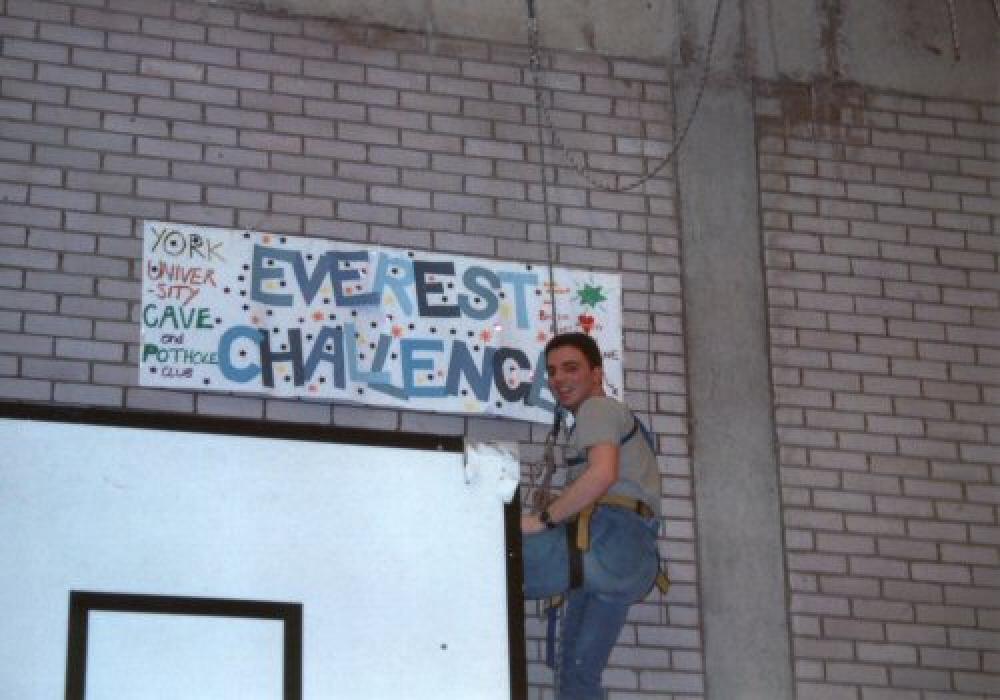 YORK
UNIVER
-SITY
CAVE
and
POTHOLE
CLUB
EVEREST
CHALLENGE